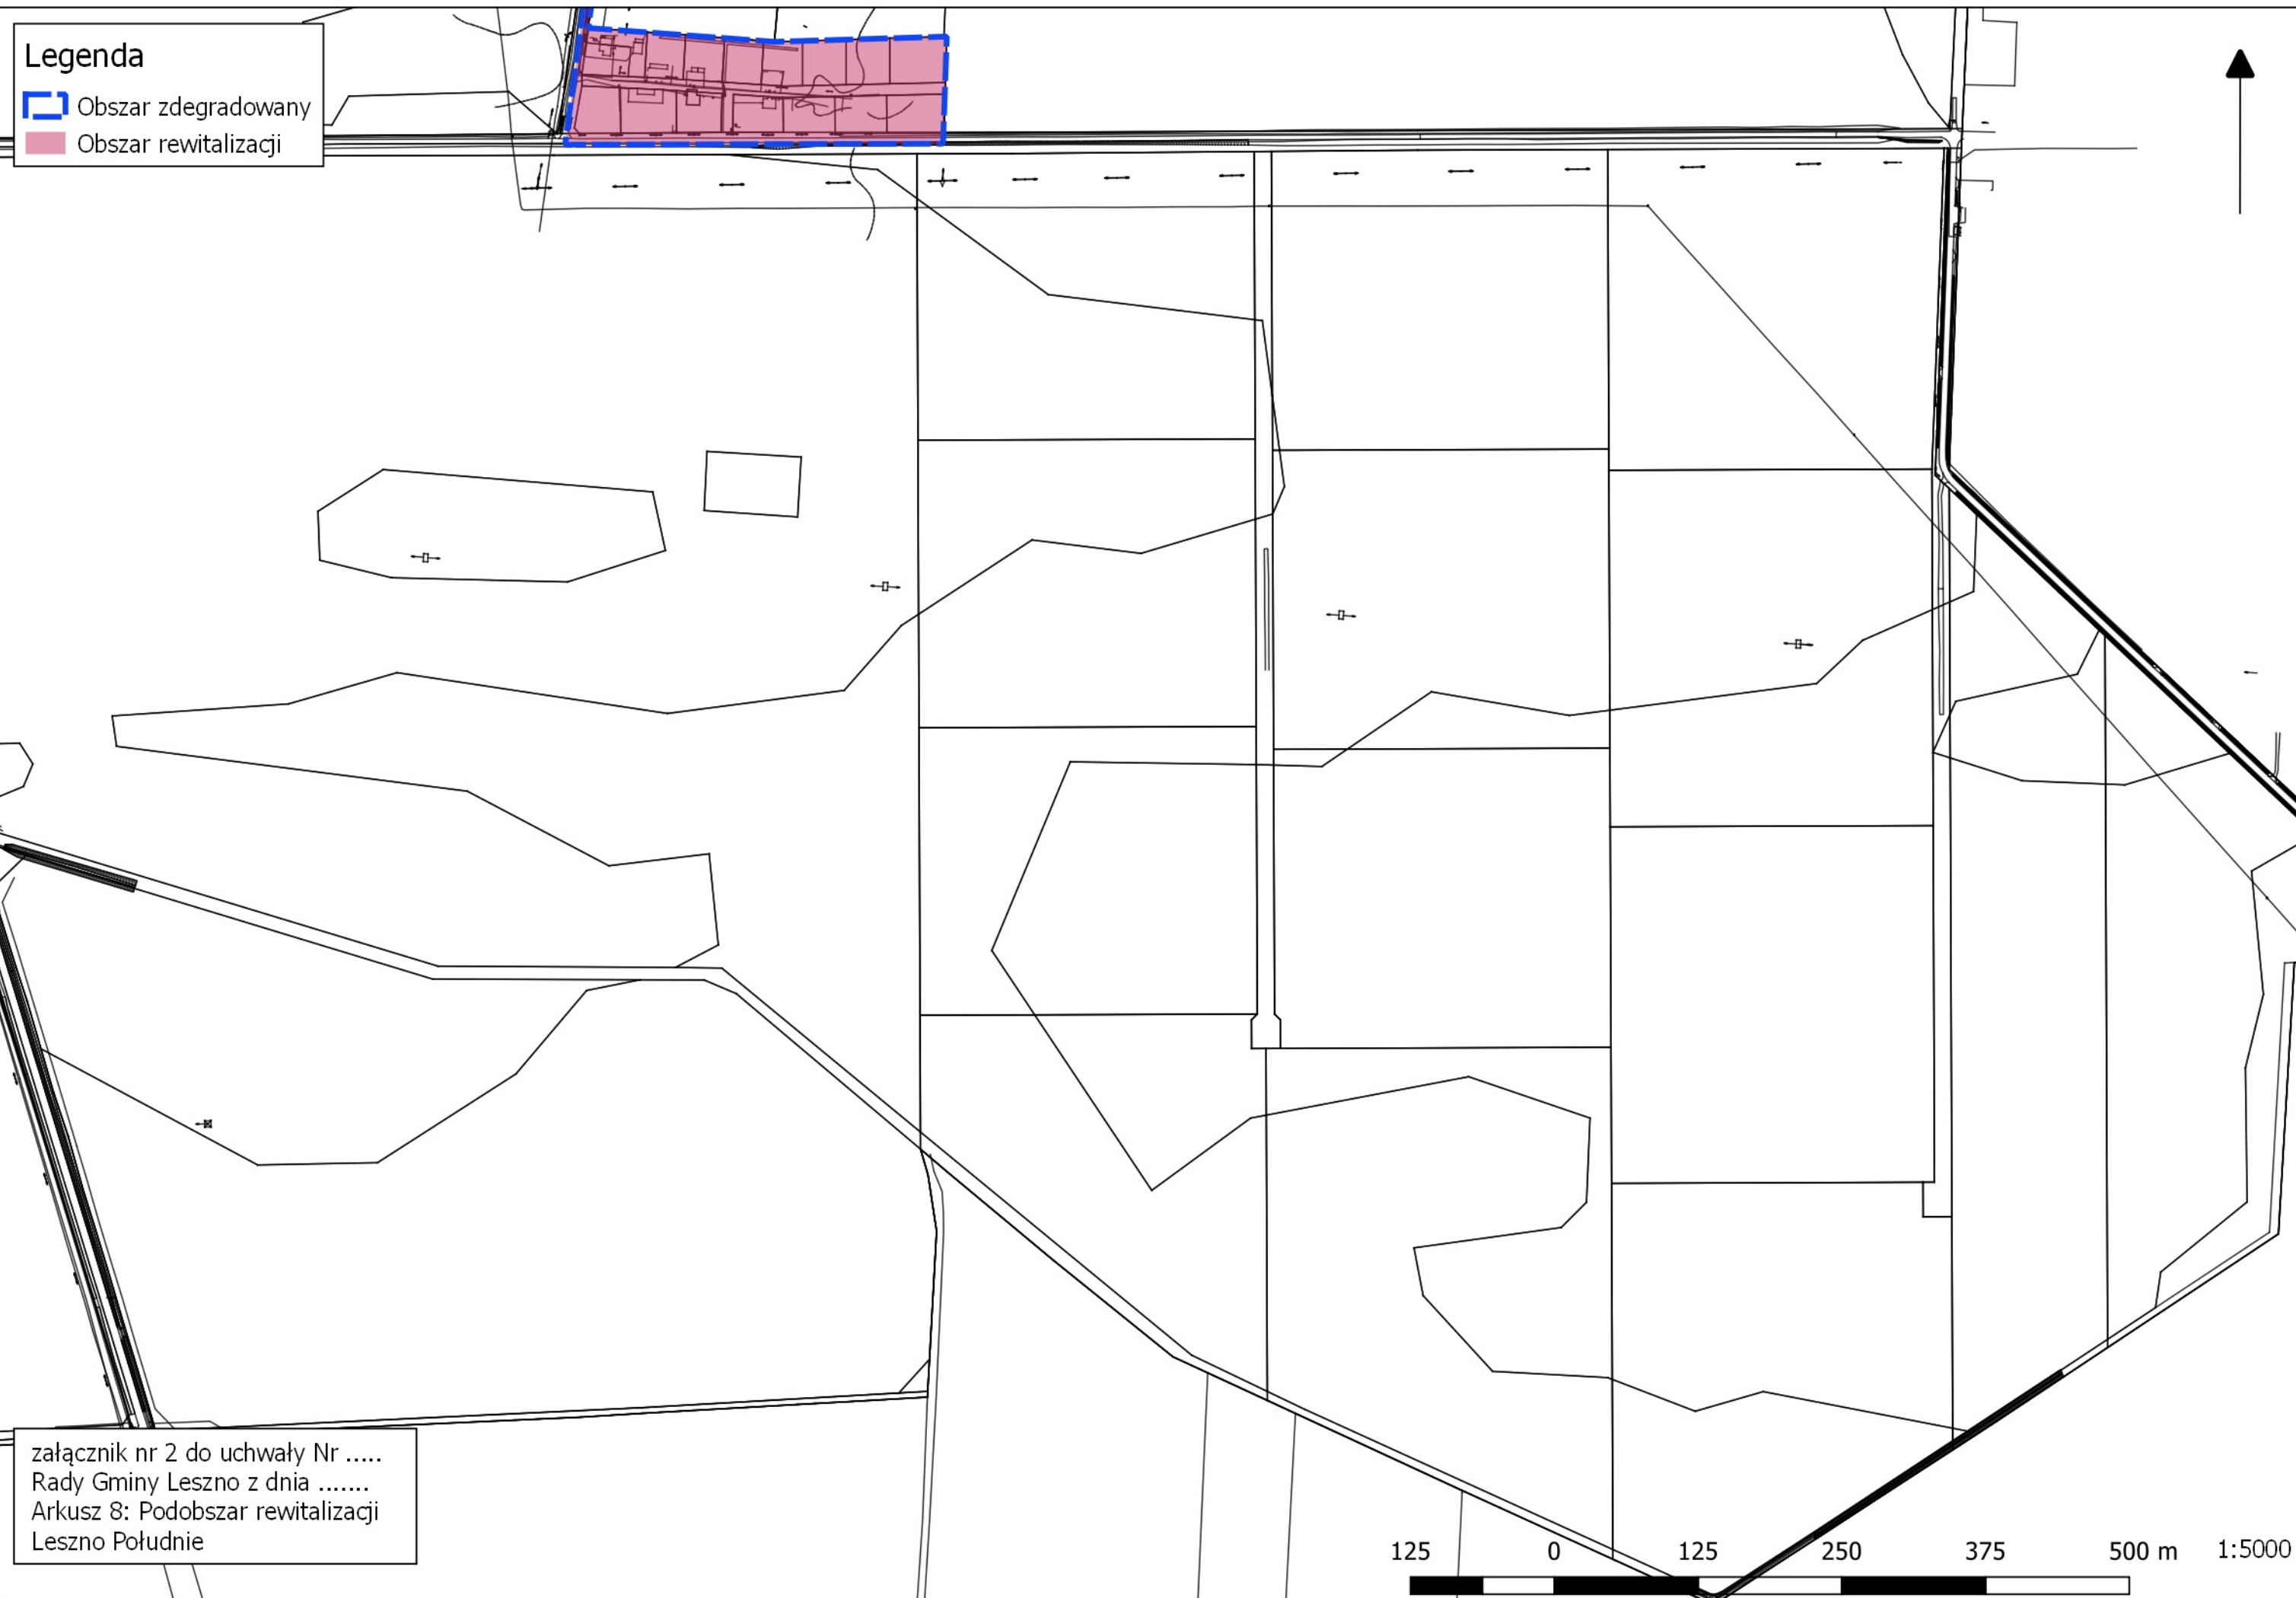 Legenda
Obszar zdegradowany
Obszar rewitalizacji
załącznik nr 2 do uchwały Nr .....
Rady Gminy Leszno z dnia .......
Arkusz 8: Podobszar rewitalizacji
Leszno Południe
125 0 125 250 375 500 m 1:5000